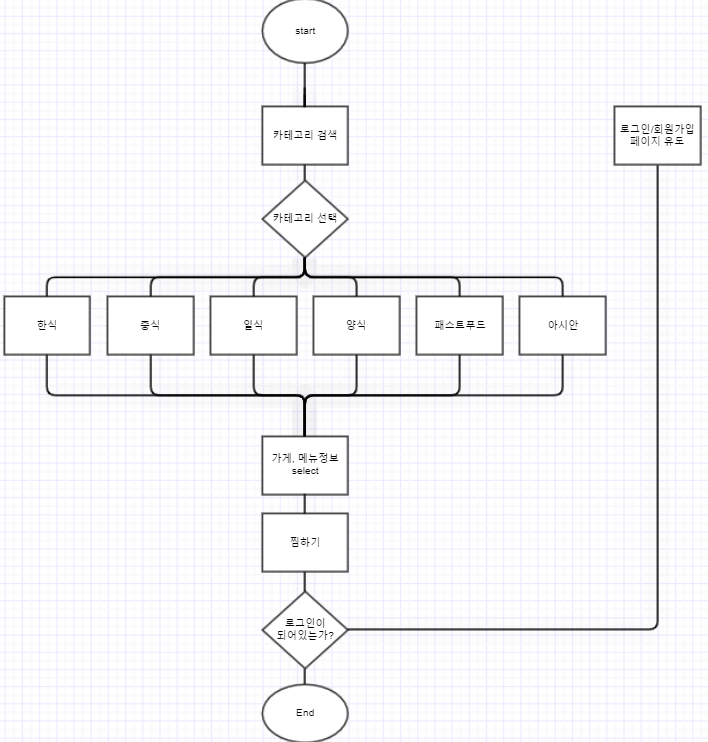 start
카테고리 검색
로그인/회원가입
페이지 유도
카테고리 선택
한식
중식
일식
양식
패스트푸드
아시안
가게, 메뉴정보
select
찜하기
로그인이
되어있는가?
End